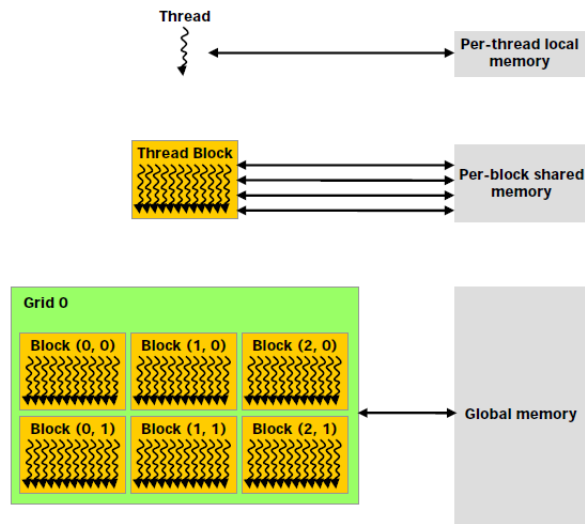 Thread
Per-thread local
memory
Thread Block
Per-block shared
memory
Grid 0
Block (0, 0)
Block (1, 0)
Block (2, 0)
Block (0, 1)
Block (1, 1)
Block (2, 1)
Global memory